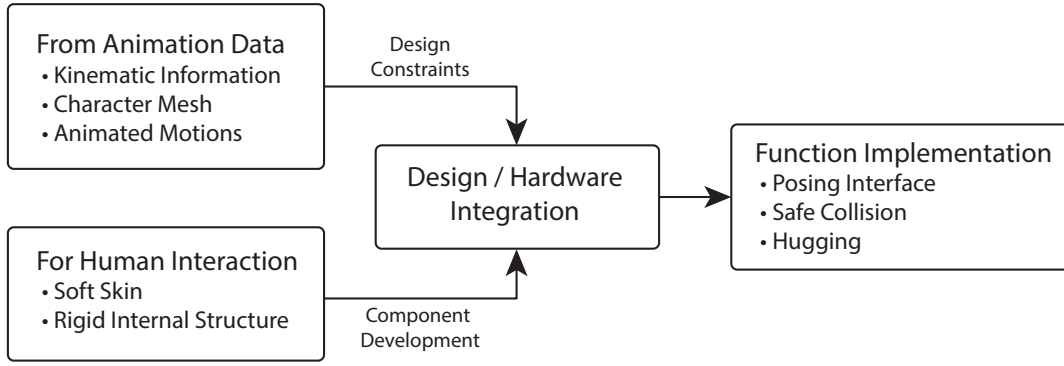 From Animation Data
• Kinematic Information
• Character Mesh
• Animated Motions
Design
Constraints
Design / Hardware
Integration
Function Implementation
• Posing Interface
• Safe Collision
• Hugging
For Human Interaction
• Soft Skin
• Rigid Internal Structure
Component
Development